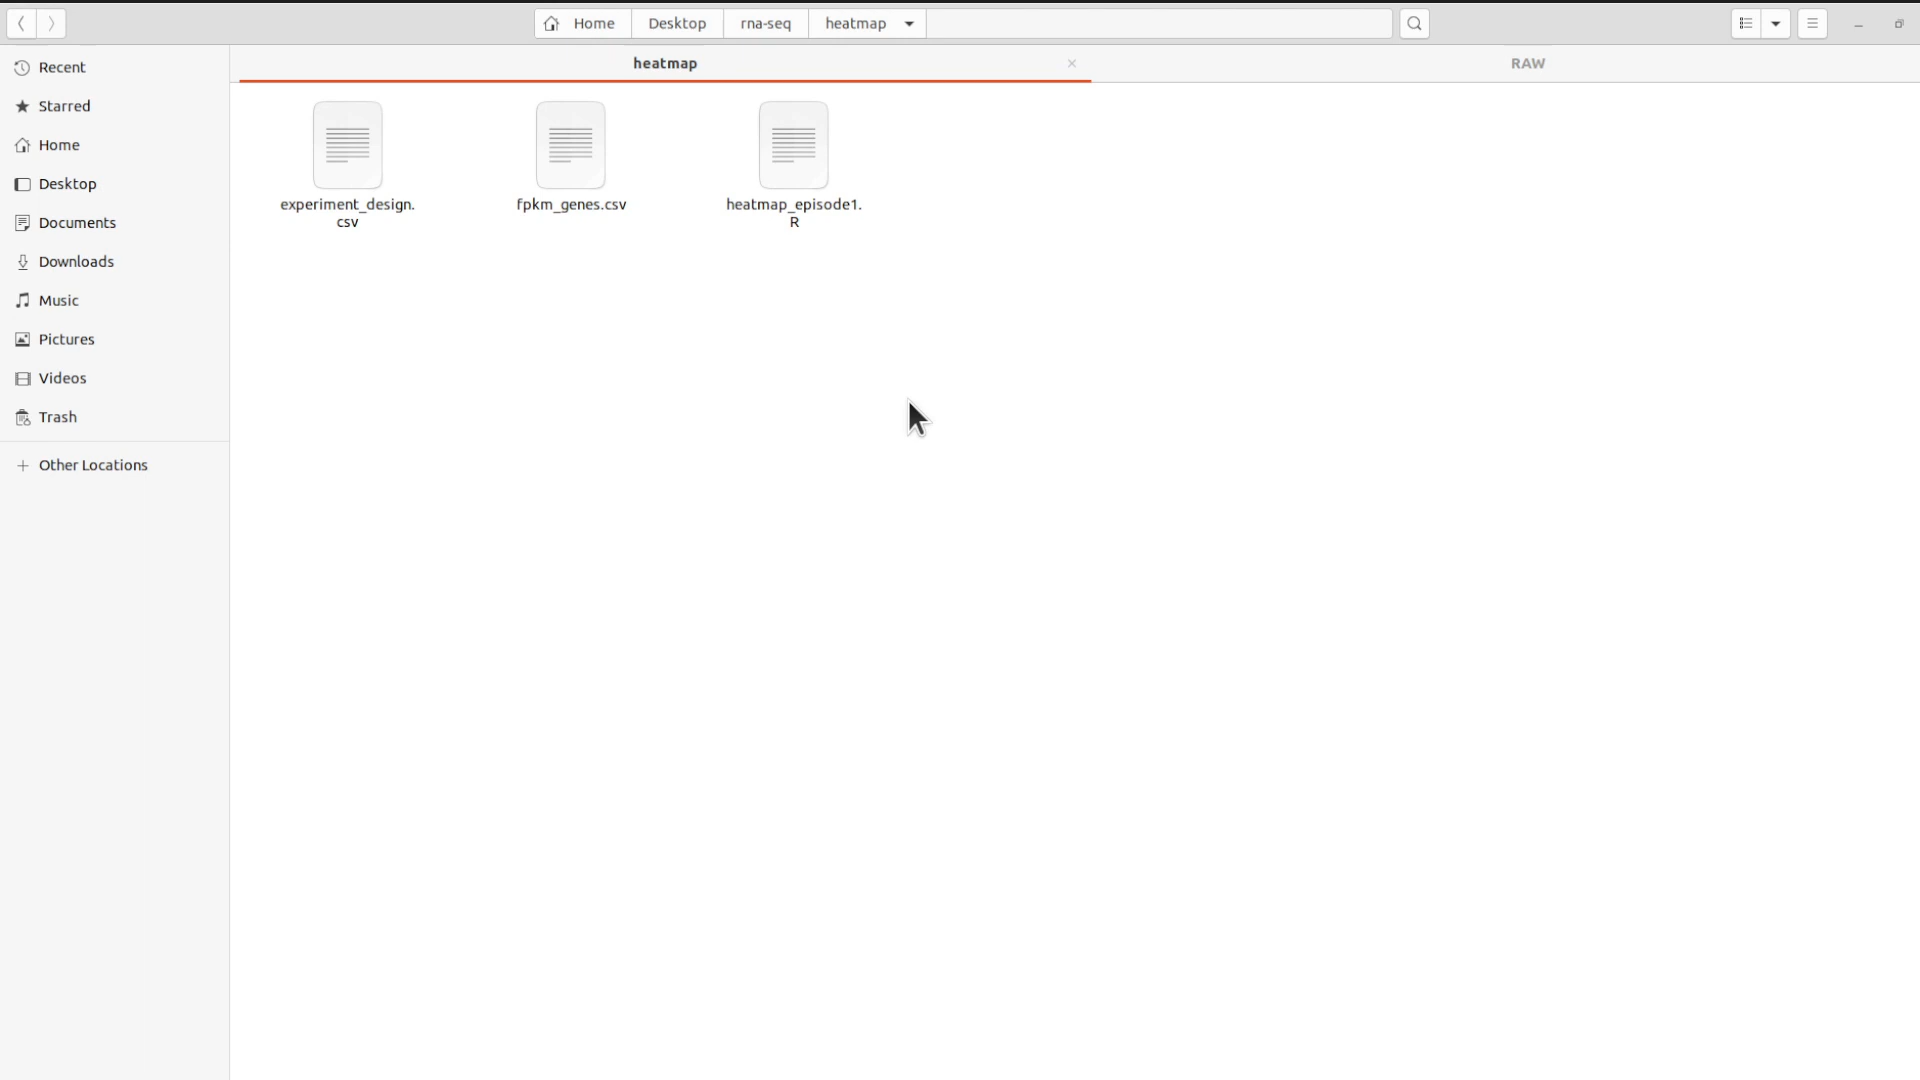 Home
Desktop
rna-seq
heatmap
heatmap
RAW
Recent
Starred
Home
Desktop
Documents
Downloads
Music
Pictures
Videos
Trash
Other Locations
experiment_design.
csv
fpkm_genes.csv
heatmap_episode1.
R